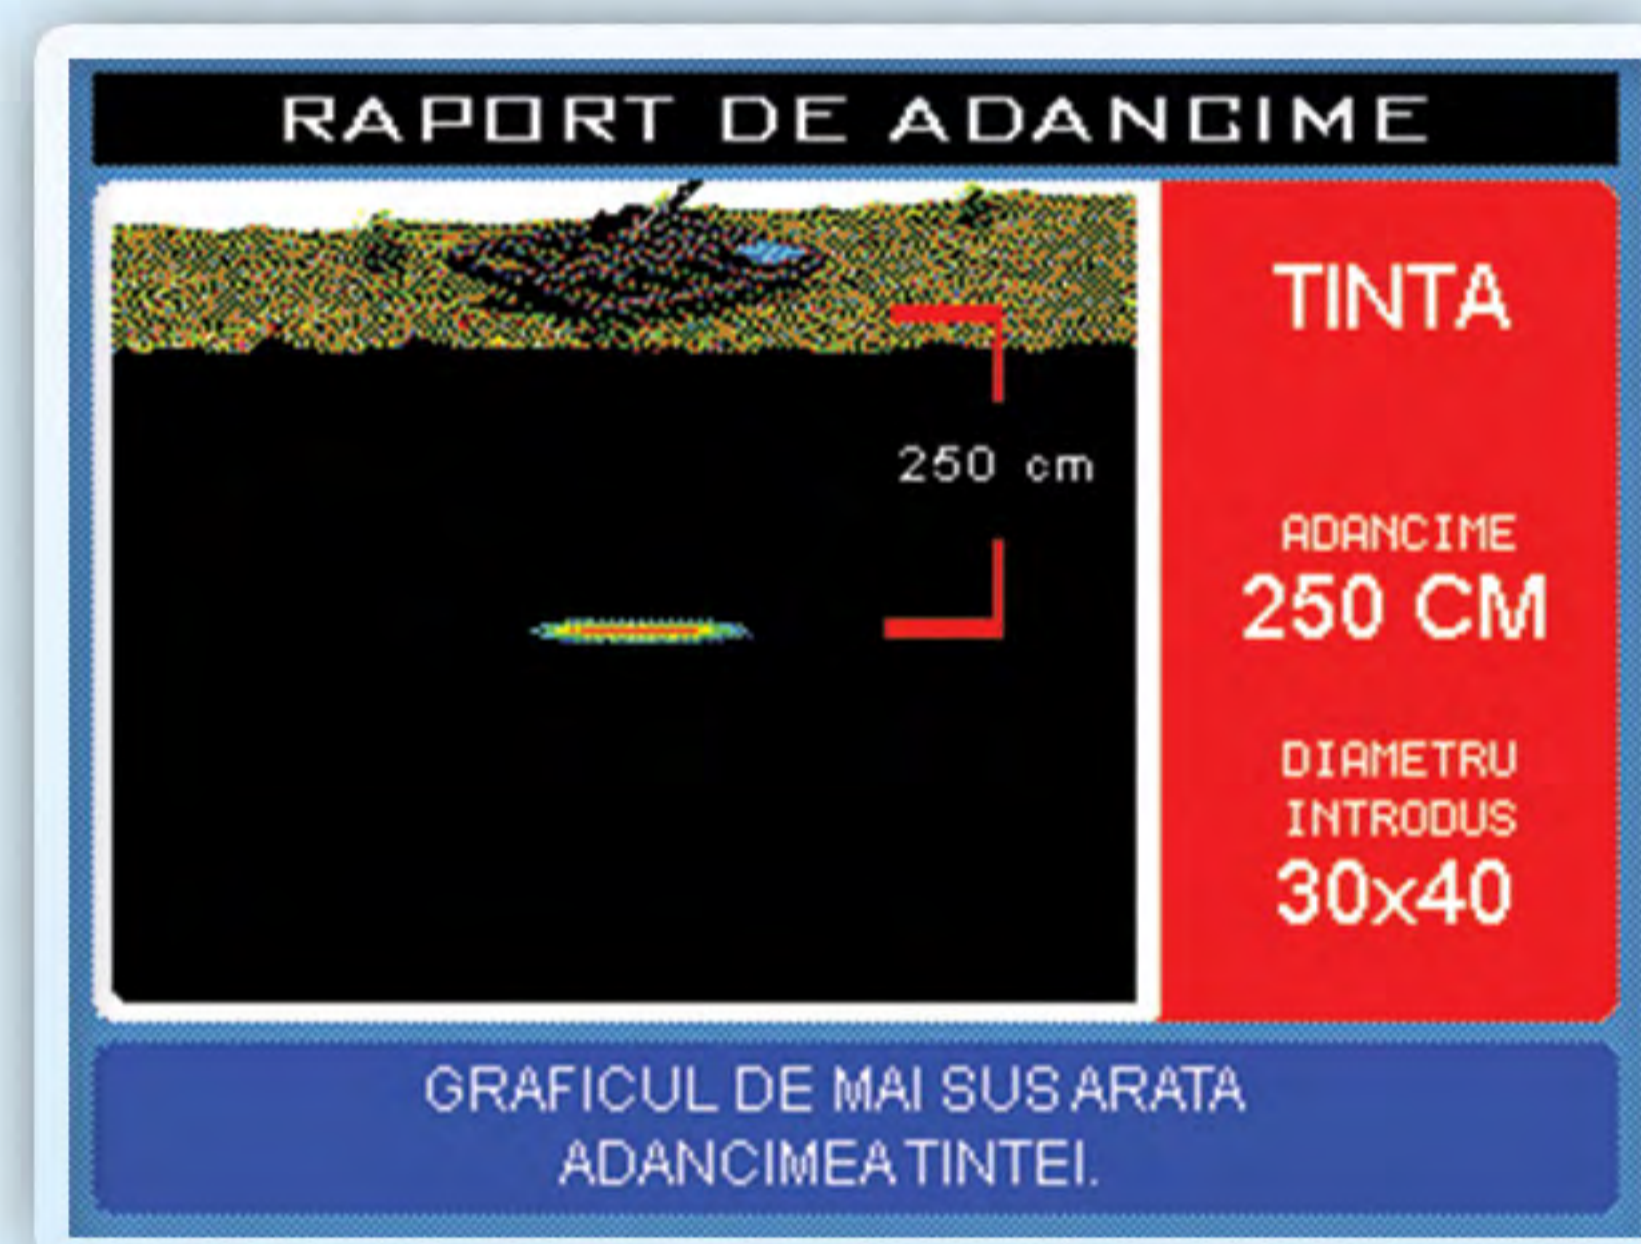 RAPORT DE ADANCIME
250 cm
TINTA
ADANCIME
250 CM
DIAMETRU
INTRODUS
30x40
GRAFICUL DE MAI SUS ARATA
ADANCIMEA TINTEI.